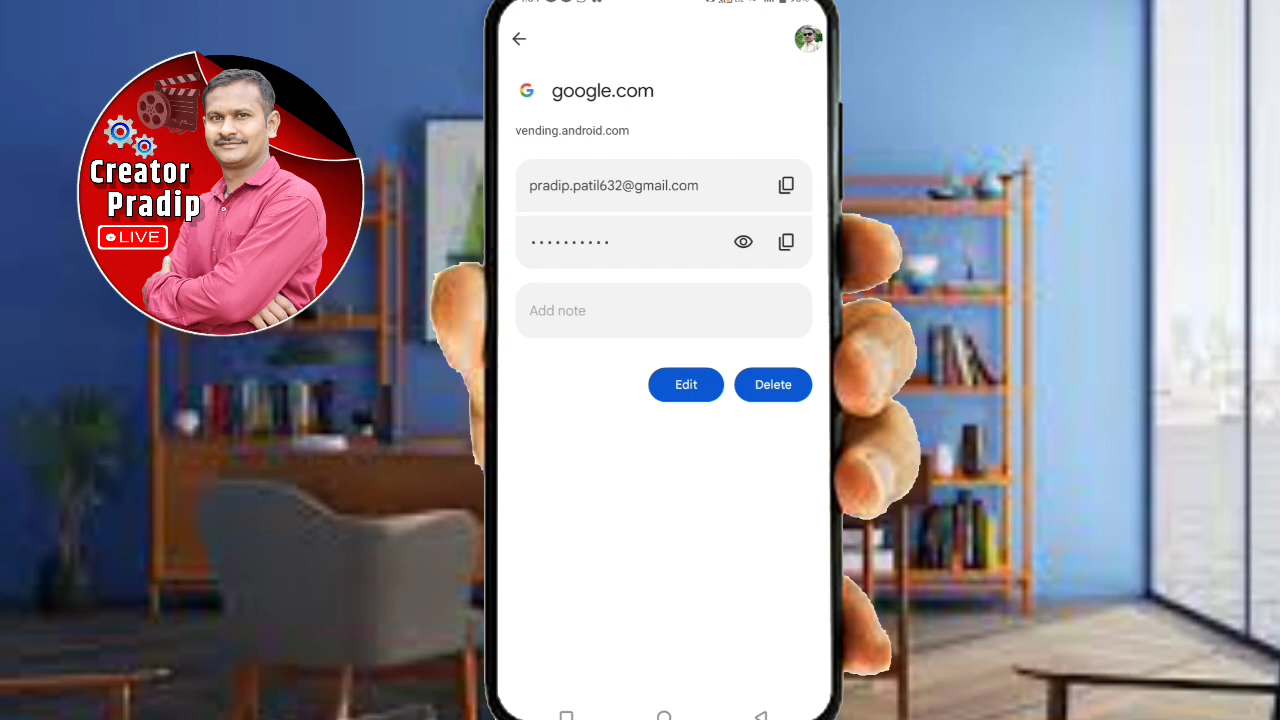 google.com
vending.android.com
pradip.patil632@gmail.com
Add note
Edit
Delete
Creator
Pradip
LIVE